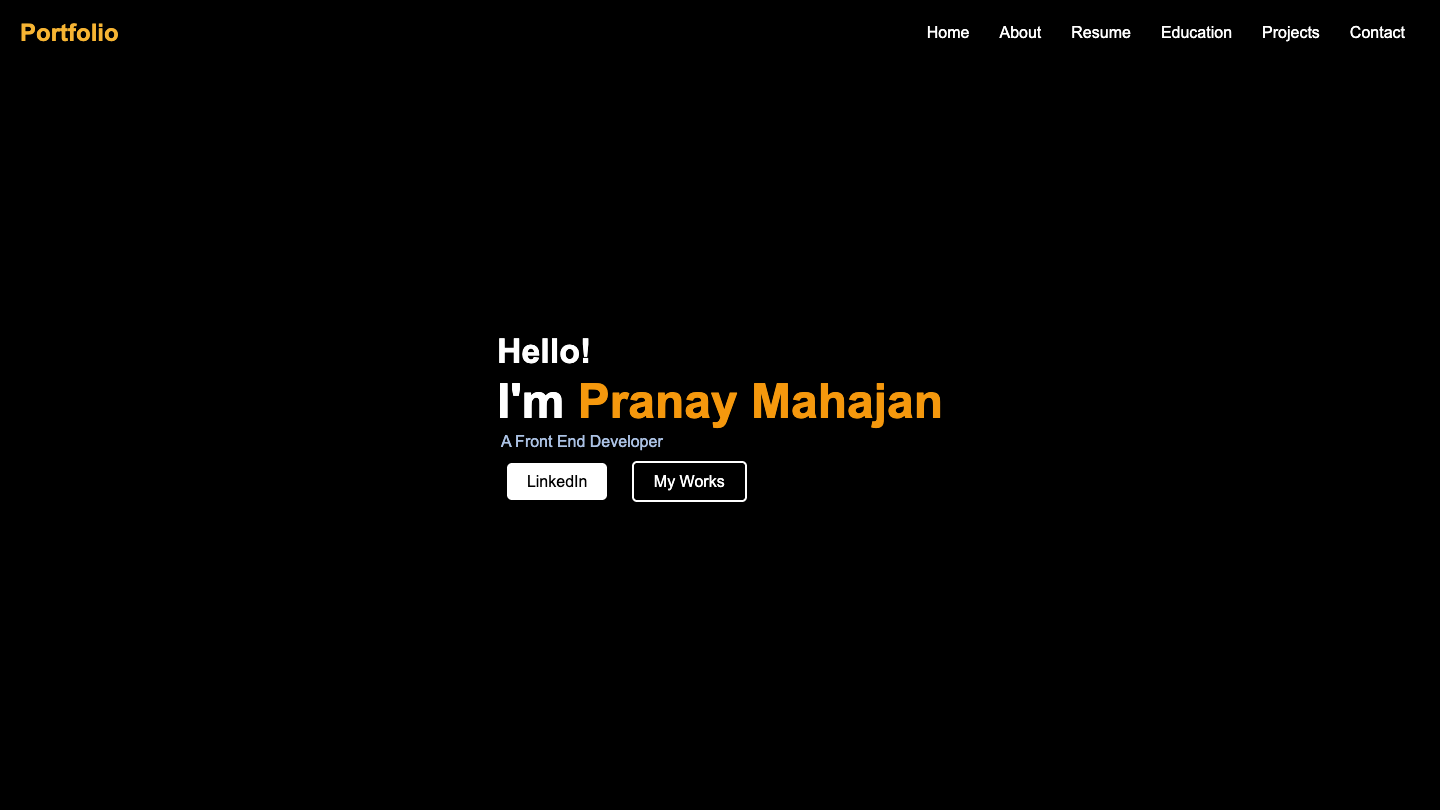 Portfolio
Home About Resume Education Projects Contact
Hello!
I'm Pranay Mahajan
A Front End Developer
LinkedIn My Works